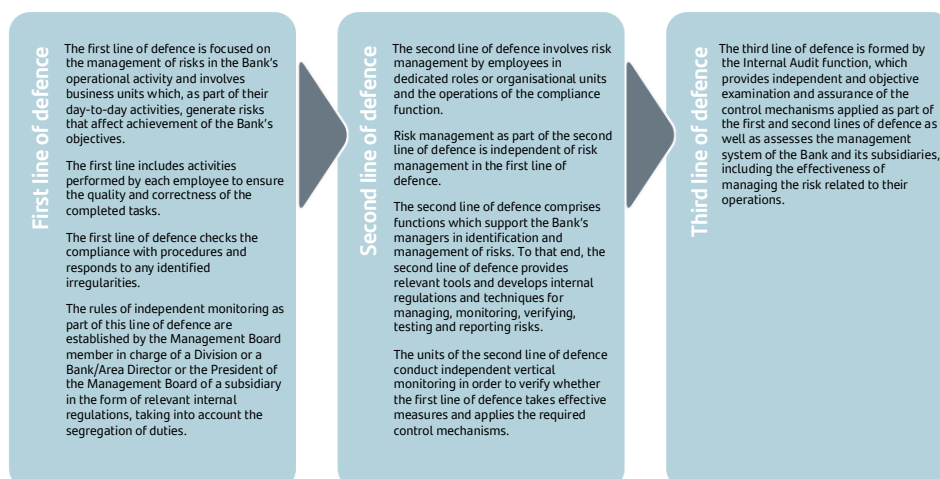 First line of defence
The first line of defence is focused on
the management of risks in the Bank's
operational activity and involves
business units which, as part of their
day-to-day activities, generate risks
that affect achievement of the Bank's
objectives.
The first line includes activities
performed by each employee to ensure
the quality and correctness of the
completed tasks.
The first line of defence checks the
compliance with procedures and
responds to any identified
irregularities.
The rules of independent monitoring as
part of this line of defence are
established by the Management Board
member in charge of a Division or a
Bank/Area Director or the President of
the Management Board of a subsidiary
in the form of relevant internal
regulations, taking into account the
segregation of duties.
Second line of defence
The second line of defence involves risk
management by employees in
dedicated roles or organisational units
and the operations of the compliance
function.
Risk management as part of the second
line of defence is independent of risk
management in the first line of
defence.
The second line of defence comprises
functions which support the Bank's
managers in identification and
management of risks. To that end, the
second line of defence provides
relevant tools and develops internal
regulations and techniques for
managing, monitoring, verifying,
testing and reporting risks.
The units of the second line of defence
conduct independent vertical
monitoring in order to verify whether
the first line of defence takes effective
measures and applies the required
control mechanisms.
Third line of defence
The third line of defence is formed by
the Internal Audit function, which
provides independent and objective
examination and assurance of the
control mechanisms applied as part of
the first and second lines of defence as
well as assesses the management
system of the Bank and its subsidiaries,
including the effectiveness of
managing the risk related to their
operations.